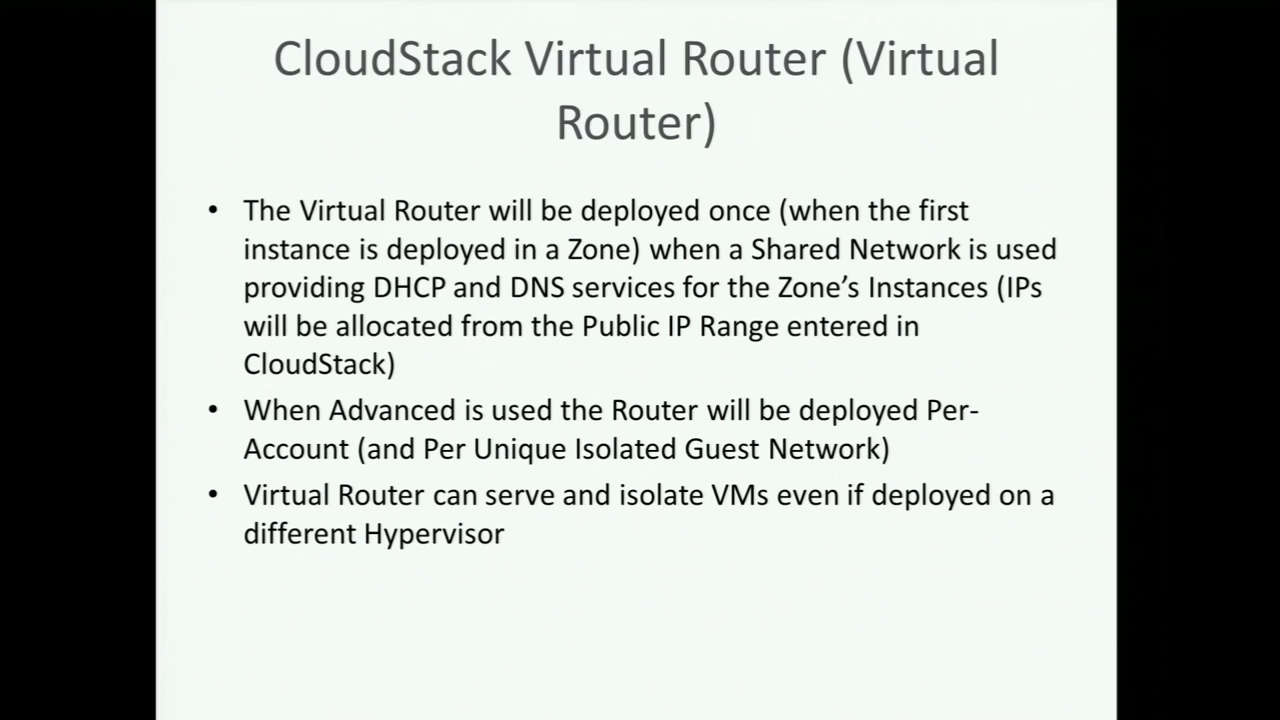 CloudStack Virtual Router (Virtual
Router)
• The Virtual Router will be deployed once (when the first
instance is deployed in a Zone) when a Shared Network is used
providing DHCP and DNS services for the Zone’s Instances (IPs
will be allocated from the Public IP Range entered in
CloudStack)
• When Advanced is used the Router will be deployed Per-
Account (and Per Unique Isolated Guest Network)
• Virtual Router can serve and isolate VMs even if deployed on a
different Hypervisor